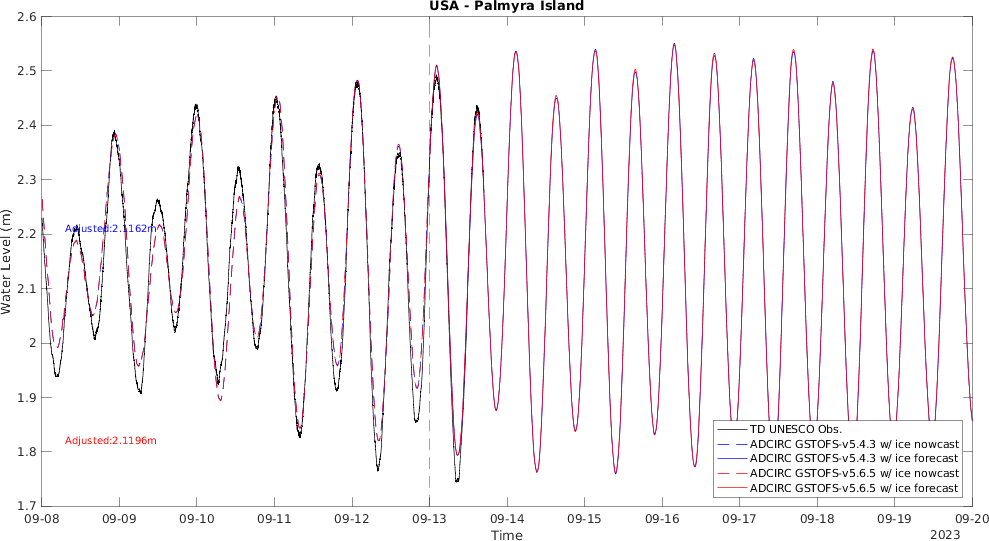 USA - Palmyra Island
2.6
2.5
2.4
2.3
2.2
2.1
2
1.9
1.8
1.7
Water Level (m)
Adjusted:2.1162m
Adjusted:2.1196m
TD UNESCO Obs.
ADCIRC GSTOFS-v5.4.3 w/ ice nowcast
ADCIRC GSTOFS-v5.4.3 w/ ice forecast
ADCIRC GSTOFS-v5.6.5 w/ ice nowcast
ADCIRC GSTOFS-v5.6.5 w/ ice forecast
09-08 09-09 09-10 09-11 09-12 09-13 09-14 09-15 09-16 09-17 09-18 09-19 09-20
Time
2023